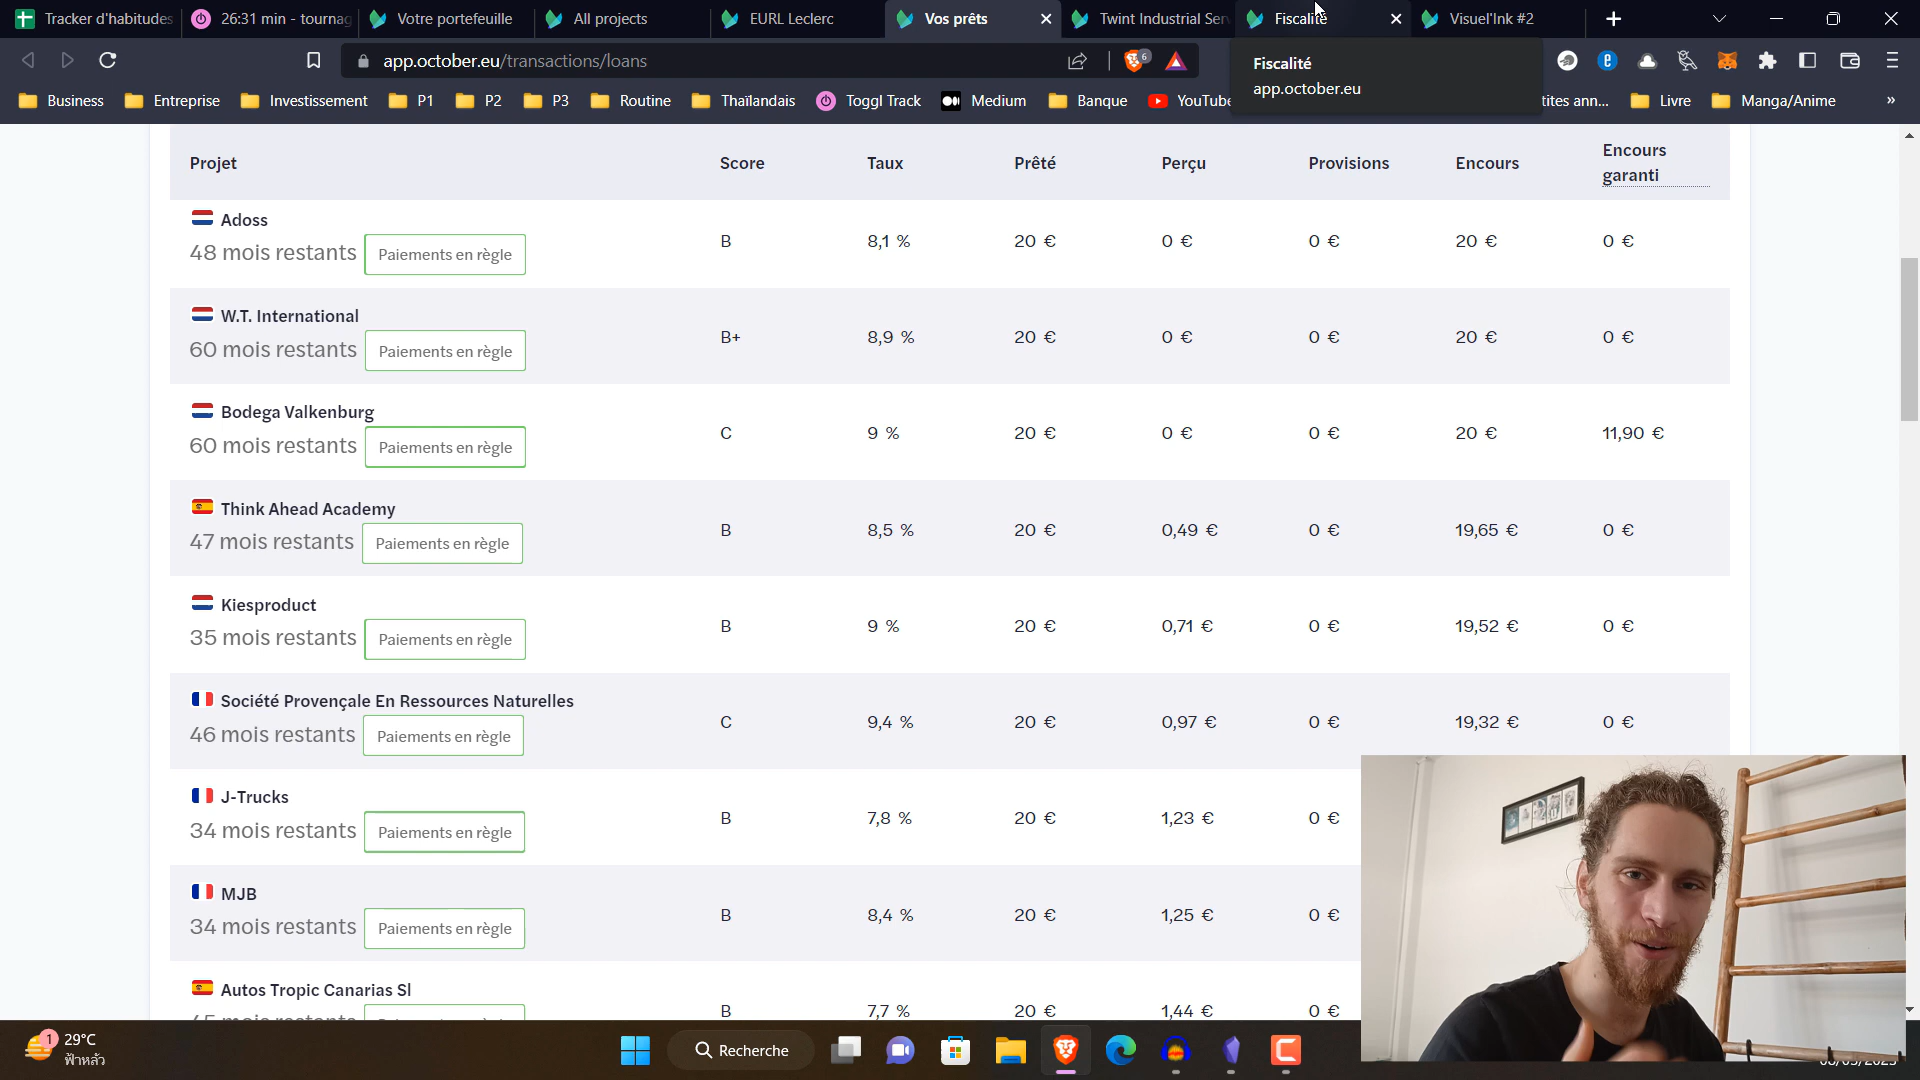 Tracker d'habitudes
26:31 min - tournag
Votre portefeuille
All projects
EURL Leclerc
Vos prêts
Twint Industrial Ser
Fiscalité
Visuel'Ink #2
app.october.eu/transactions/loans
6
Fiscalité
app.october.eu
Business
Entreprise
Investissement
P1
P2
P3
Routine
Thaïlandais
Toggl Track
Medium
Banque
YouTube
tites ann...
Livre
Manga/Anime
»
Projet
Score
Taux
Prêté
Perçu
Provisions
Encours
Encours
garanti
Adoss
48 mois restants Paiements en règle B 8,1 % 20 € 0 € 0 € 20 € 0 €
W.T. International
60 mois restants Paiements en règle B+ 8,9 % 20 € 0 € 0 € 20 € 0 €
Bodega Valkenburg
60 mois restants Paiements en règle C 9 % 20 € 0 € 0 € 20 € 11,90 €
Think Ahead Academy
47 mois restants Paiements en règle B 8,5 % 20 € 0,49 € 0 € 19,65 € 0 €
Kiesproduct
35 mois restants Paiements en règle B 9 % 20 € 0,71 € 0 € 19,52 € 0 €
Société Provençale En Ressources Naturelles
46 mois restants Paiements en règle C 9,4 % 20 € 0,97 € 0 € 19,32 € 0 €
J-Trucks
34 mois restants Paiements en règle B 7,8 % 20 € 1,23 € 0 €
MJB
34 mois restants Paiements en règle B 8,4 % 20 € 1,25 € 0 €
Autos Tropic Canarias Sl
B 7,7 % 20 € 1,44 € 0 €
1
29°C
ฟ้าหลัว
Recherche